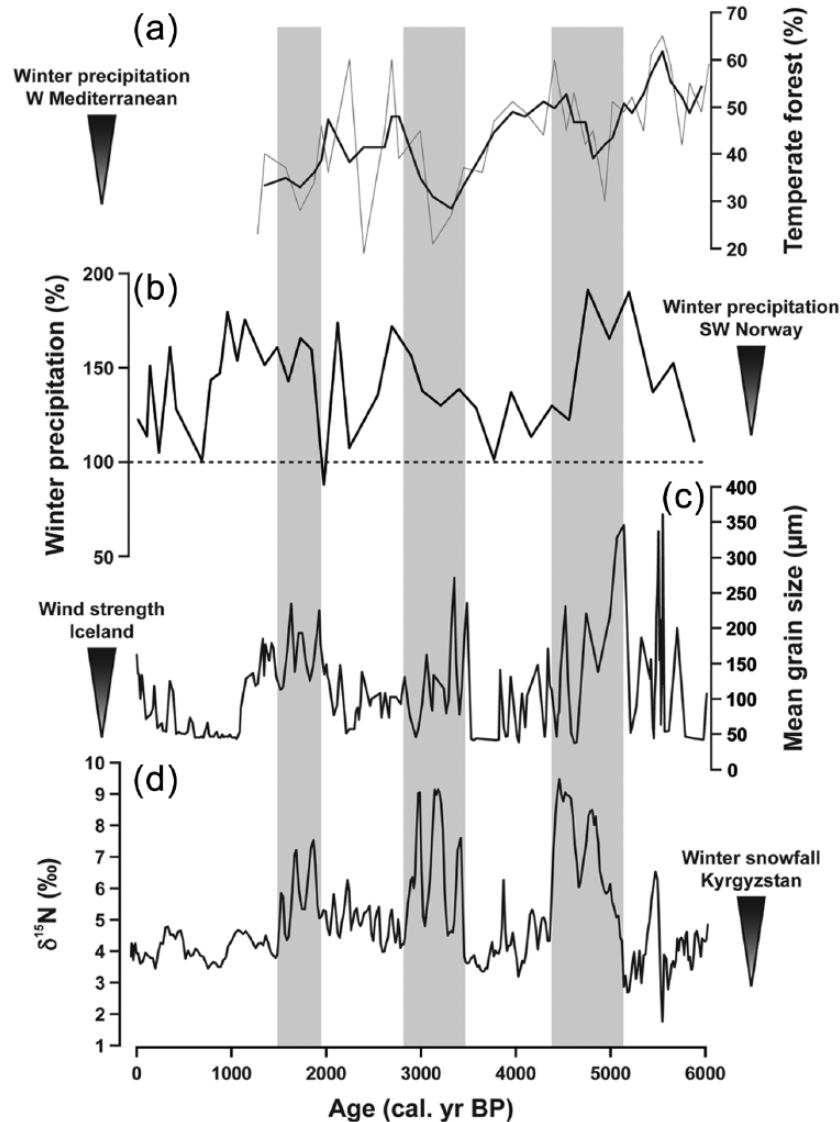 (a)
Winter precipitation
W Mediterranean
70
60
50
40
30
20
Temperate forest (%)
(b)
200
150
100
50
Winter precipitation (%)
Winter precipitation
SW Norway
(c)
400
350
300
250
200
150
100
50
0
Mean grain size (μm)
Wind strength
Iceland
(d)
10
9
8
7
6
5
4
3
2
1
δ¹⁵N (‰)
Winter snowfall
Kyrgyzstan
0 1000 2000 3000 4000 5000 6000
Age (cal. yr BP)